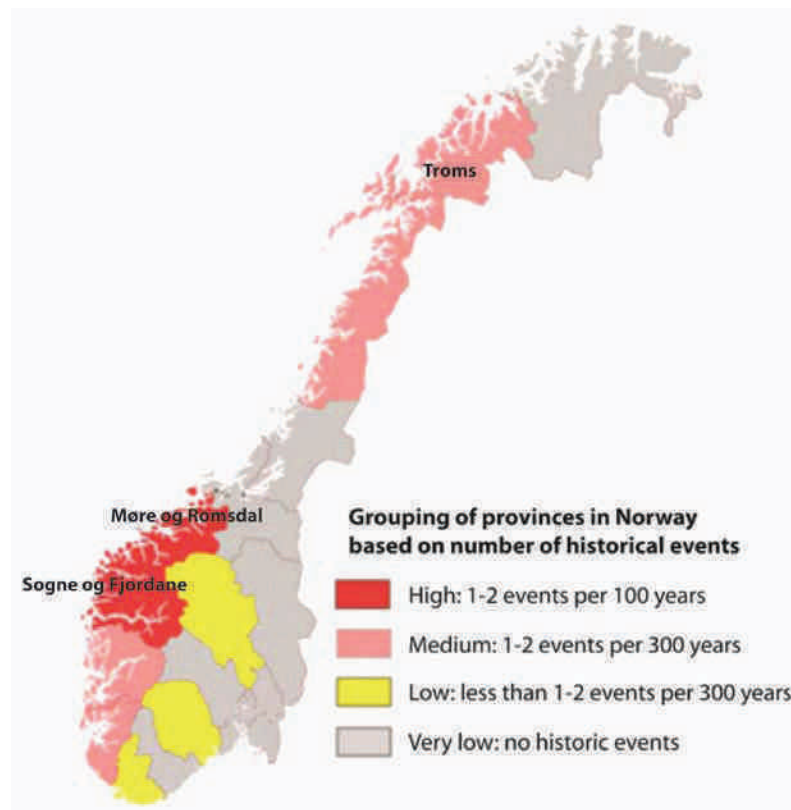 Troms
Møre og Romsdal
Sogne og Fjordane
Grouping of provinces in Norway
based on number of historical events
High: 1-2 events per 100 years
Medium: 1-2 events per 300 years
Low: less than 1-2 events per 300 years
Very low: no historic events